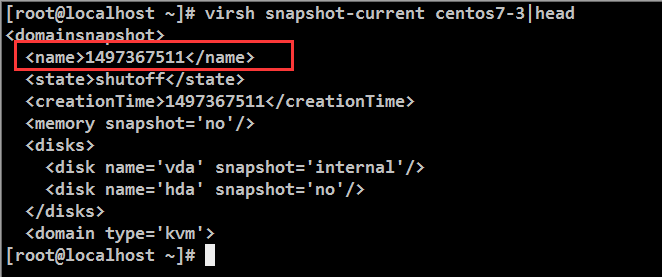 [root@localhost ~]# virsh snapshot-current centos7-3|head
<domainsnapshot>
  <name>1497367511</name>
  <state>shutoff</state>
  <creationTime>1497367511</creationTime>
  <memory snapshot='no'/>
  <disks>
    <disk name='vda' snapshot='internal'/>
    <disk name='hda' snapshot='no'/>
  </disks>
  <domain type='kvm'>
[root@localhost ~]#